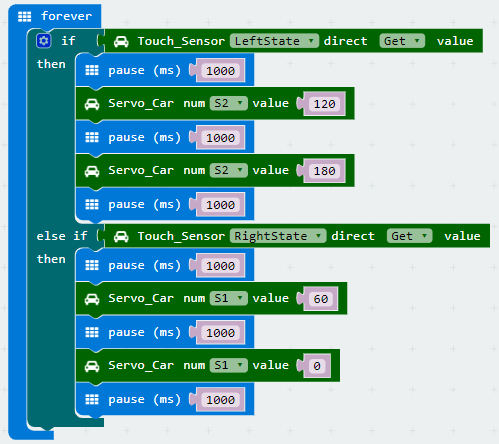 forever
if Touch_Sensor LeftState direct Get value
then
pause (ms) 1000
Servo_Car num S2 value 120
pause (ms) 1000
Servo_Car num S2 value 180
pause (ms) 1000
else if Touch_Sensor RightState direct Get value
then
pause (ms) 1000
Servo_Car num S1 value 60
pause (ms) 1000
Servo_Car num S1 value 0
pause (ms) 1000